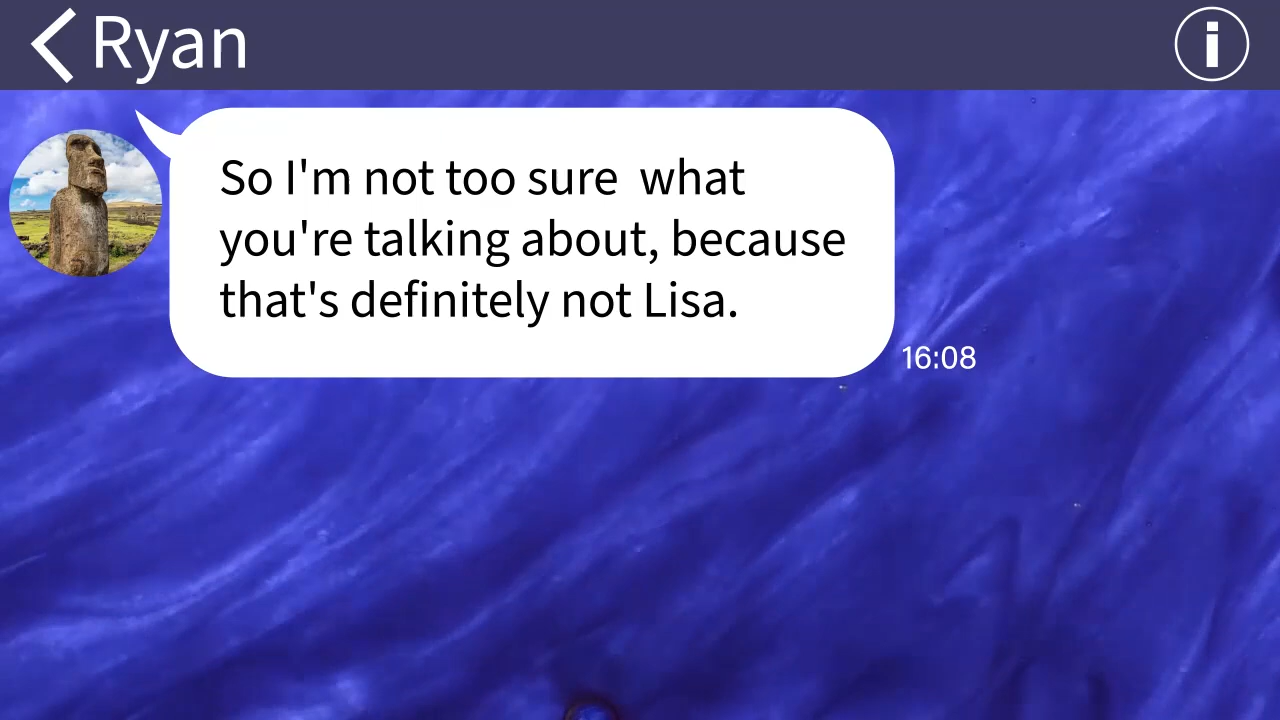 Ryan
So I'm not too sure  what
you're talking about, because
that's definitely not Lisa.
16:08